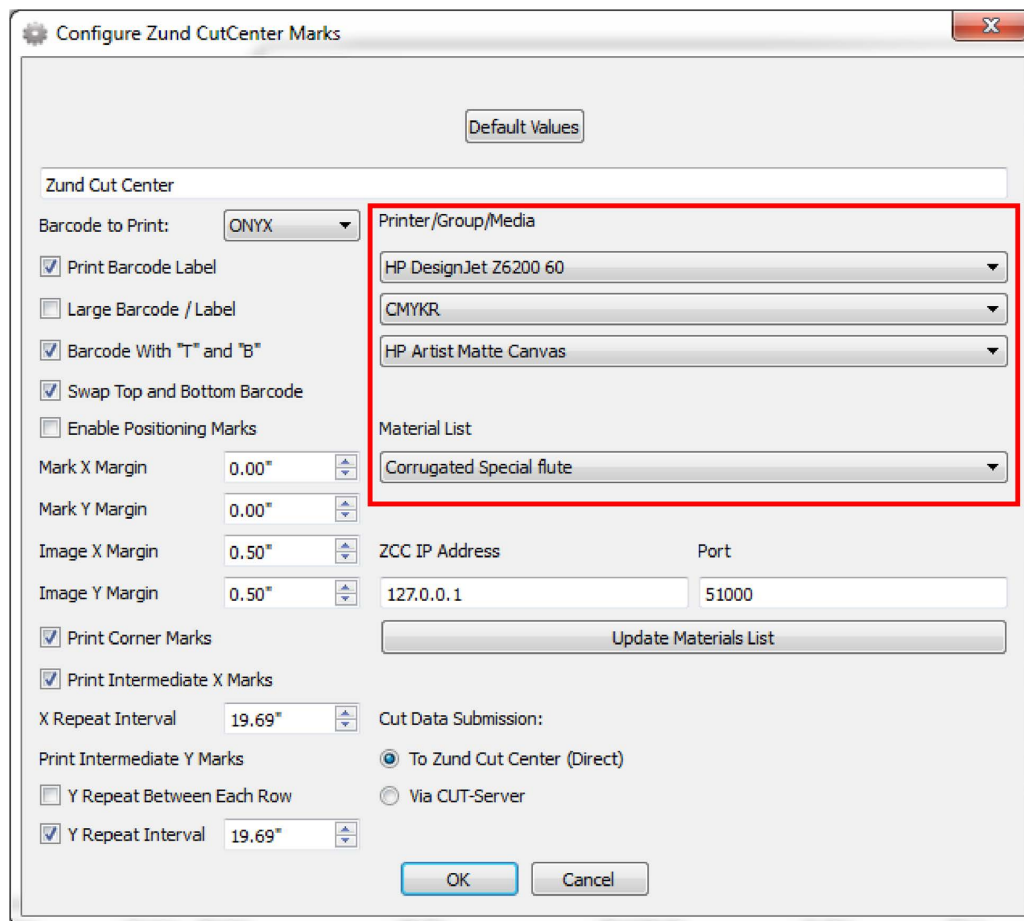 Configure Zund CutCenter Marks
Default Values
Zund Cut Center
Barcode to Print: ONYX
Printer/Group/Media
Print Barcode Label
HP DesignJet Z6200 60
Large Barcode / Label
CMYKR
Barcode With "T" and "B"
HP Artist Matte Canvas
Swap Top and Bottom Barcode
Enable Positioning Marks
Material List
Mark X Margin 0.00"
Corrugated Special flute
Mark Y Margin 0.00"
Image X Margin 0.50"
ZCC IP Address Port
Image Y Margin 0.50"
127.0.0.1 51000
Print Corner Marks
Update Materials List
Print Intermediate X Marks
X Repeat Interval 19.69"
Cut Data Submission:
Print Intermediate Y Marks
To Zund Cut Center (Direct)
Y Repeat Between Each Row
Via CUT-Server
Y Repeat Interval 19.69"
OK Cancel